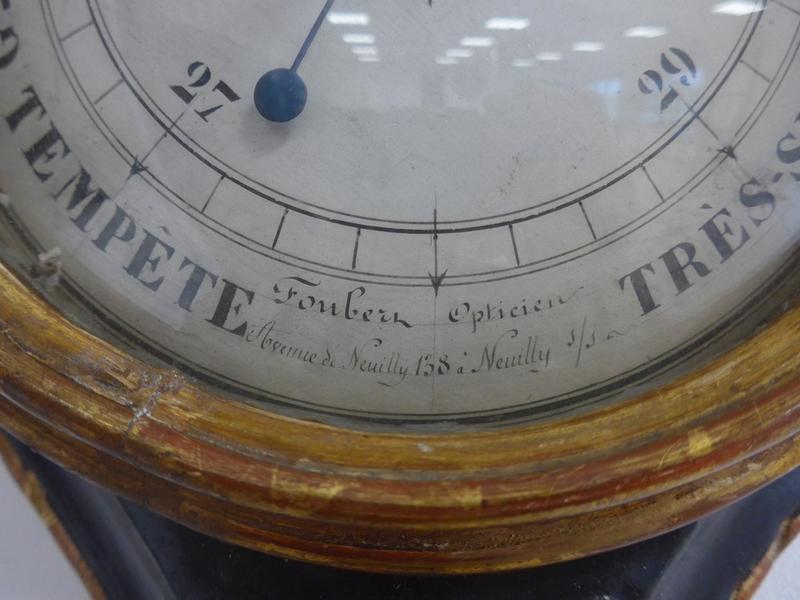 27
29
TEMPÊTE
TRÈS-S
Foubert Opticien
Avenue de Neuilly 138 à Neuilly s/s